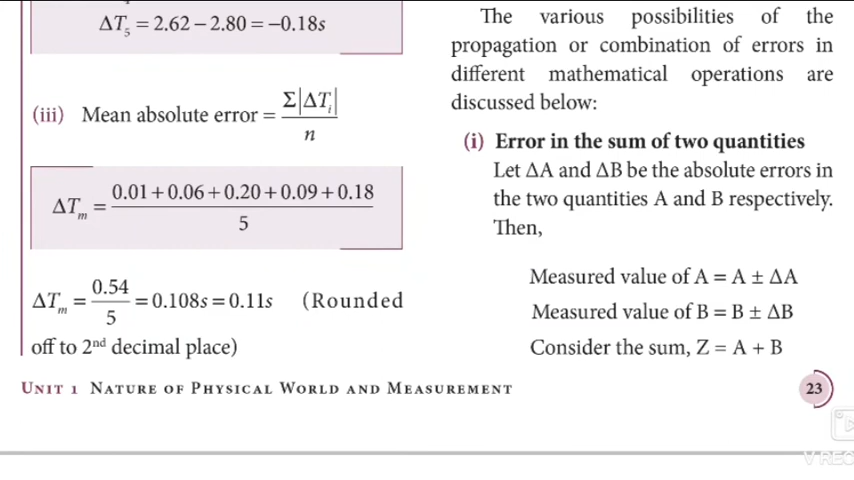 ΔT₅ = 2.62 – 2.80 = –0.18s
(iii) Mean absolute error = Σ|ΔTᵢ| / n
ΔTₘ = 0.01 + 0.06 + 0.20 + 0.09 + 0.18 / 5
ΔTₘ = 0.54 / 5 = 0.108s = 0.11s (Rounded
off to 2nd decimal place)
The various possibilities of the
propagation or combination of errors in
different mathematical operations are
discussed below:
(i) Error in the sum of two quantities
Let ΔA and ΔB be the absolute errors in
the two quantities A and B respectively.
Then,
Measured value of A = A ± ΔA
Measured value of B = B ± ΔB
Consider the sum, Z = A + B
UNIT 1 NATURE OF PHYSICAL WORLD AND MEASUREMENT
23
V REC